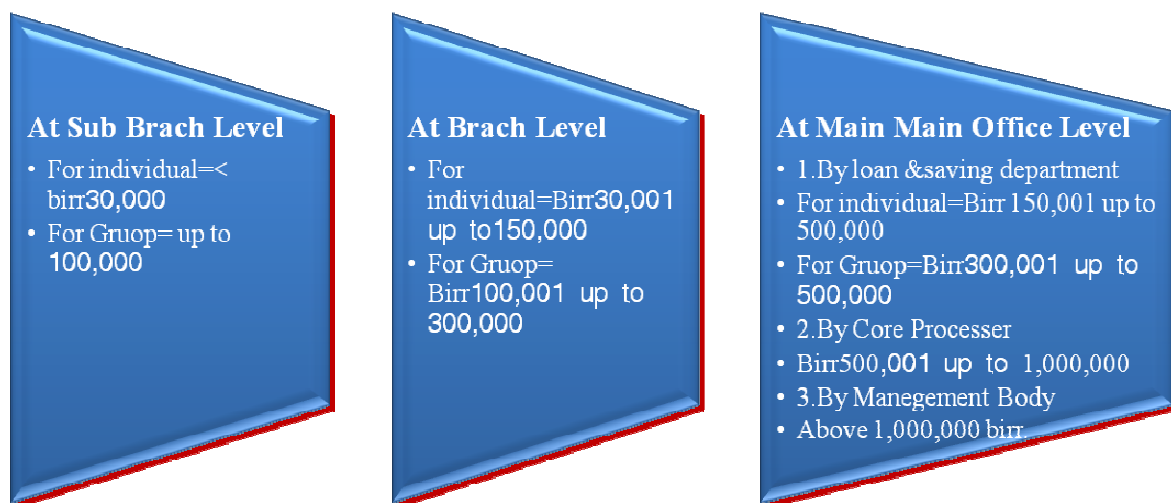 At Sub Brach Level
• For individual=<
birr30,000
• For Gruop= up to
100,000
At Brach Level
• For
individual=Birr30,001
up to150,000
• For Gruop=
Birr100,001 up to
300,000
At Main Main Office Level
• 1.By loan &saving department
• For individual=Birr 150,001 up to
500,000
• For Gruop=Birr300,001 up to
500,000
• 2.By Core Processer
• Birr500,001 up to 1,000,000
• 3.By Manegement Body
• Above 1,000,000 birr.